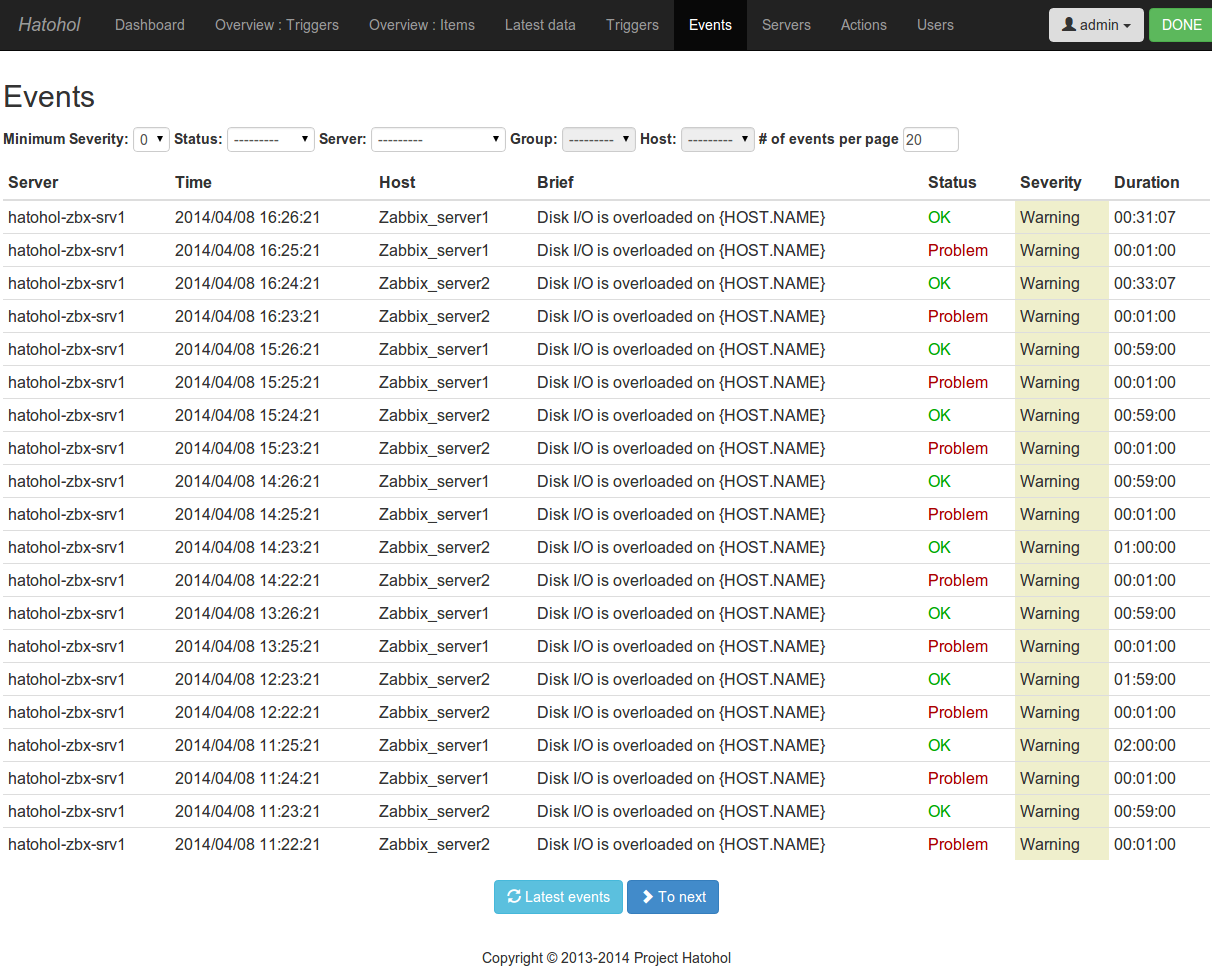 Hatohol Dashboard Overview : Triggers Overview : Items Latest data Triggers Events Servers Actions Users admin DONE
Events
Minimum Severity: 0 Status: --------- Server: --------- Group: --------- Host: --------- # of events per page 20
Server Time Host Brief Status Severity Duration
hatohol-zbx-srv1 2014/04/08 16:26:21 Zabbix_server1 Disk I/O is overloaded on {HOST.NAME} OK Warning 00:31:07
hatohol-zbx-srv1 2014/04/08 16:25:21 Zabbix_server1 Disk I/O is overloaded on {HOST.NAME} Problem Warning 00:01:00
hatohol-zbx-srv1 2014/04/08 16:24:21 Zabbix_server2 Disk I/O is overloaded on {HOST.NAME} OK Warning 00:33:07
hatohol-zbx-srv1 2014/04/08 16:23:21 Zabbix_server2 Disk I/O is overloaded on {HOST.NAME} Problem Warning 00:01:00
hatohol-zbx-srv1 2014/04/08 15:26:21 Zabbix_server1 Disk I/O is overloaded on {HOST.NAME} OK Warning 00:59:00
hatohol-zbx-srv1 2014/04/08 15:25:21 Zabbix_server1 Disk I/O is overloaded on {HOST.NAME} Problem Warning 00:01:00
hatohol-zbx-srv1 2014/04/08 15:24:21 Zabbix_server2 Disk I/O is overloaded on {HOST.NAME} OK Warning 00:59:00
hatohol-zbx-srv1 2014/04/08 15:23:21 Zabbix_server2 Disk I/O is overloaded on {HOST.NAME} Problem Warning 00:01:00
hatohol-zbx-srv1 2014/04/08 14:26:21 Zabbix_server1 Disk I/O is overloaded on {HOST.NAME} OK Warning 00:59:00
hatohol-zbx-srv1 2014/04/08 14:25:21 Zabbix_server1 Disk I/O is overloaded on {HOST.NAME} Problem Warning 00:01:00
hatohol-zbx-srv1 2014/04/08 14:23:21 Zabbix_server2 Disk I/O is overloaded on {HOST.NAME} OK Warning 01:00:00
hatohol-zbx-srv1 2014/04/08 14:22:21 Zabbix_server2 Disk I/O is overloaded on {HOST.NAME} Problem Warning 00:01:00
hatohol-zbx-srv1 2014/04/08 13:26:21 Zabbix_server1 Disk I/O is overloaded on {HOST.NAME} OK Warning 00:59:00
hatohol-zbx-srv1 2014/04/08 13:25:21 Zabbix_server1 Disk I/O is overloaded on {HOST.NAME} Problem Warning 00:01:00
hatohol-zbx-srv1 2014/04/08 12:23:21 Zabbix_server2 Disk I/O is overloaded on {HOST.NAME} OK Warning 01:59:00
hatohol-zbx-srv1 2014/04/08 12:22:21 Zabbix_server2 Disk I/O is overloaded on {HOST.NAME} Problem Warning 00:01:00
hatohol-zbx-srv1 2014/04/08 11:25:21 Zabbix_server1 Disk I/O is overloaded on {HOST.NAME} OK Warning 02:00:00
hatohol-zbx-srv1 2014/04/08 11:24:21 Zabbix_server1 Disk I/O is overloaded on {HOST.NAME} Problem Warning 00:01:00
hatohol-zbx-srv1 2014/04/08 11:23:21 Zabbix_server2 Disk I/O is overloaded on {HOST.NAME} OK Warning 00:59:00
hatohol-zbx-srv1 2014/04/08 11:22:21 Zabbix_server2 Disk I/O is overloaded on {HOST.NAME} Problem Warning 00:01:00
Latest events To next
Copyright © 2013-2014 Project Hatohol